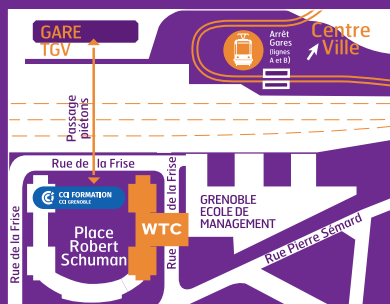 GARE
TGV
Arrêt
Gares
(lignes
A et B)
Centre
Ville
Passage
piétons
Rue de la Frise
CCI FORMATION
CCI GRENOBLE
Rue de la Frise
Place
Robert
Schuman
WTC
Rue de la Frise
GRENOBLE
ECOLE DE
MANAGEMENT
Rue Pierre Sémard